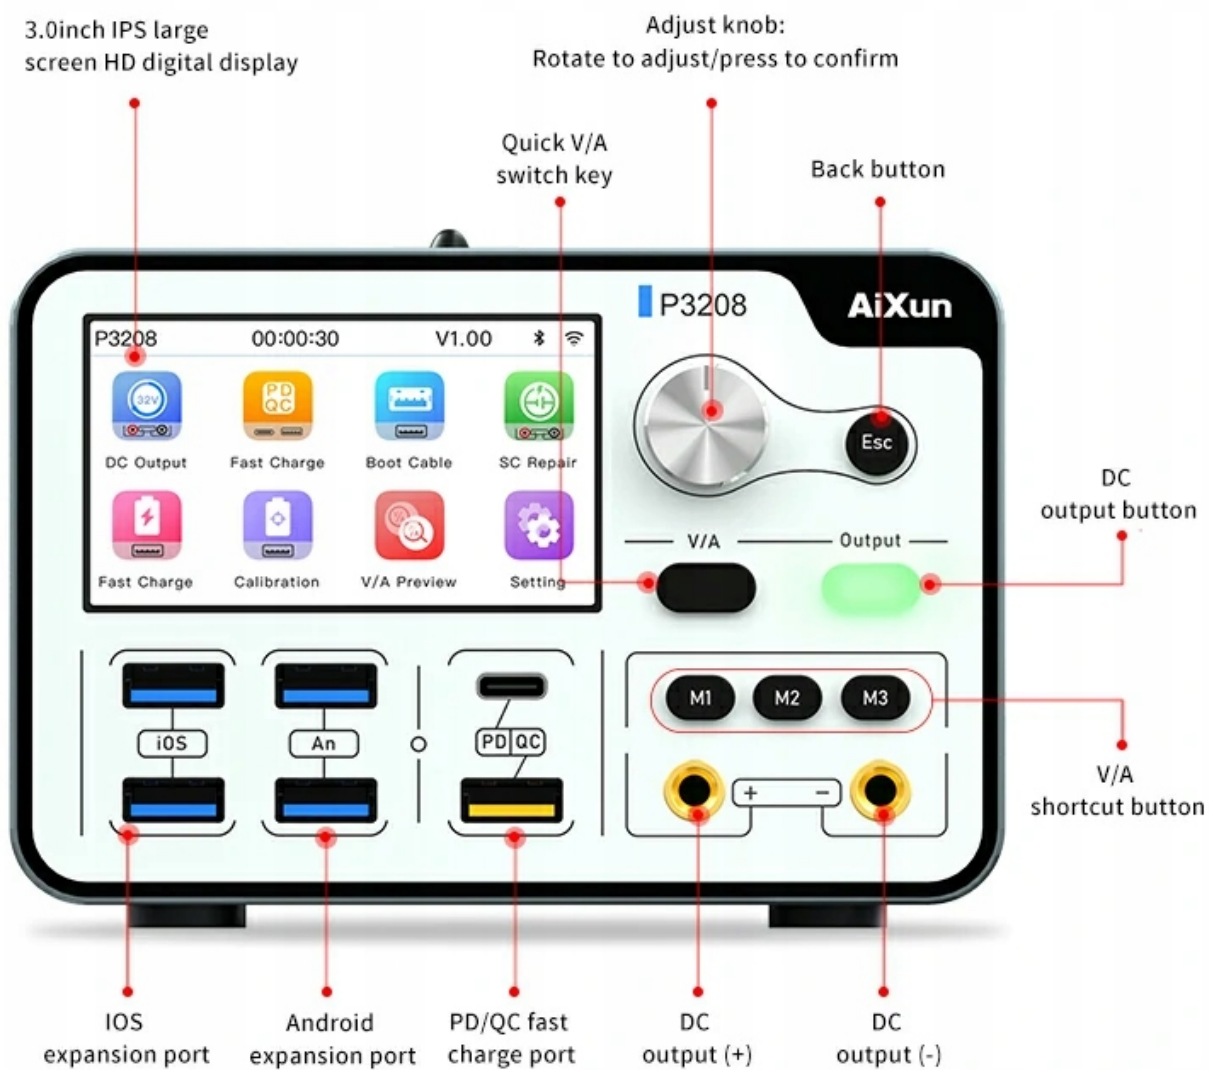 3.0inch IPS large
screen HD digital display
Adjust knob:
Rotate to adjust/press to confirm
Quick V/A
switch key
Back button
P3208
AiXun
P3208 00:00:30 V1.00
32V
PD
QC
DC Output Fast Charge Boot Cable SC Repair
Fast Charge Calibration V/A Preview Setting
Esc
DC
output button
V/A Output
M1 M2 M3
iOS An PD QC
+ −
V/A
shortcut button
IOS
expansion port
Android
expansion port
PD/QC fast
charge port
DC
output (+)
DC
output (-)